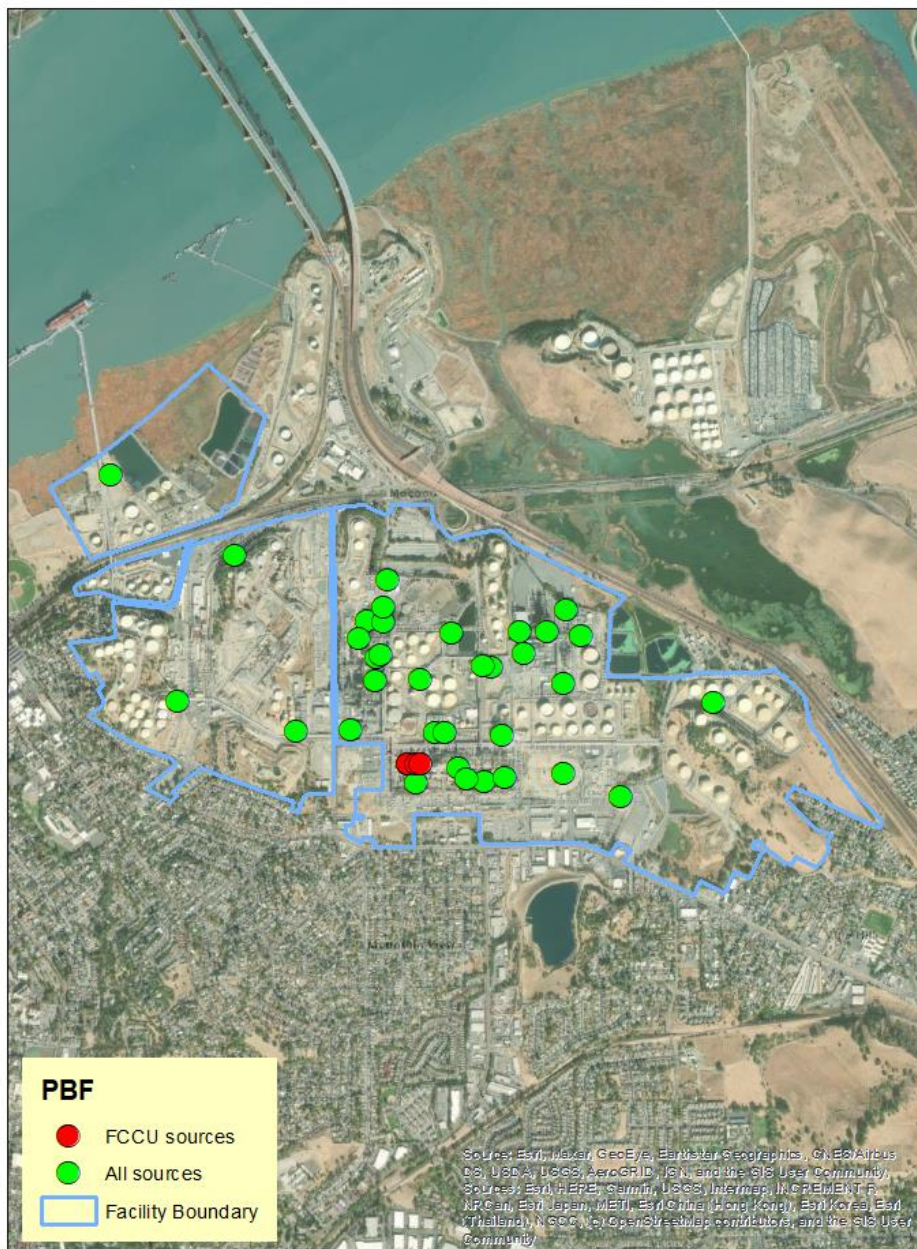 PBF
FCCU sources
All sources
Facility Boundary
Source: Esri, Maxar, GeoEye, Earthstar Geographics, CNES/Airbus
DS, USDA, USGS, AeroGRID, IGN, and the GIS User Community,
Sources: Esri, HERE, Garmin, USGS, Intermap, INCREMENT P,
NRCan, Esri Japan, METI, Esri China (Hong Kong), Esri Korea, Esri
(Thailand), NGCC, (c) OpenStreetMap contributors, and the GIS User
Community